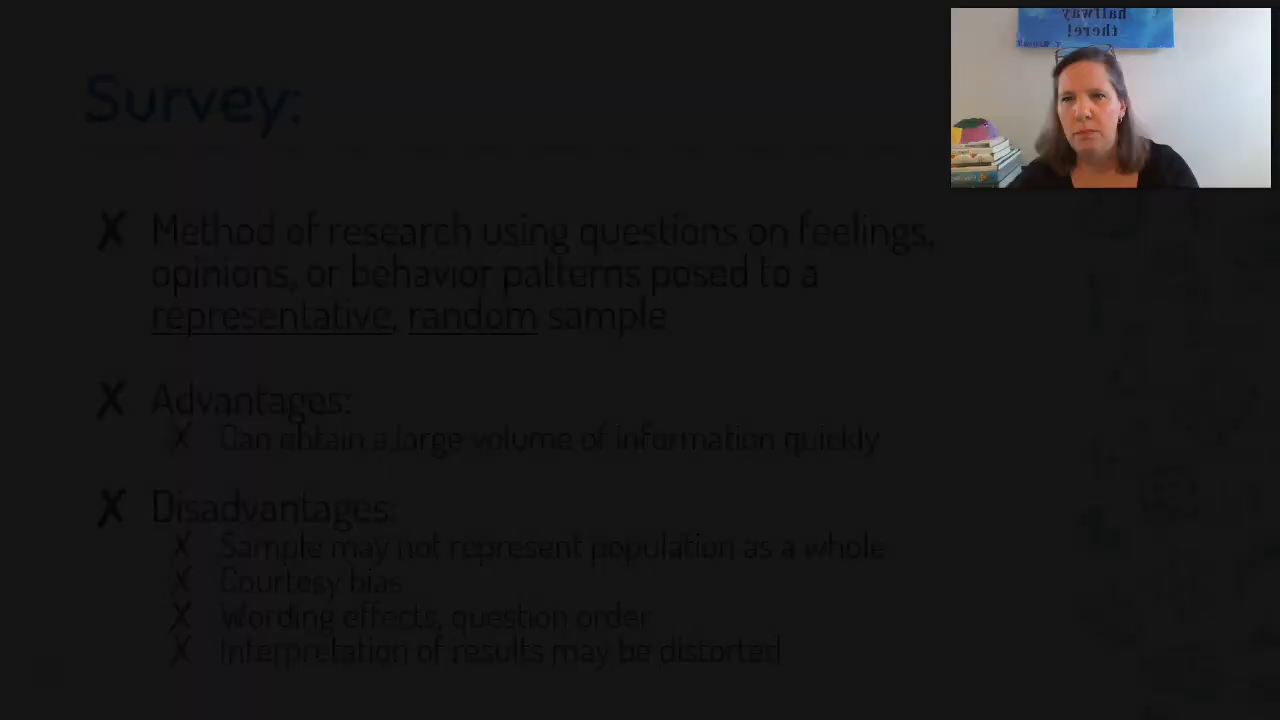 halfway
there!
Survey:
✗ Method of research using questions on feelings,
opinions, or behavior patterns posed to a
representative, random sample
✗ Advantages:
✗ Can obtain a large volume of information quickly
✗ Disadvantages:
✗ Sample may not represent population as a whole
✗ Courtesy bias
✗ Wording effects, question order
✗ Interpretation of results may be distorted